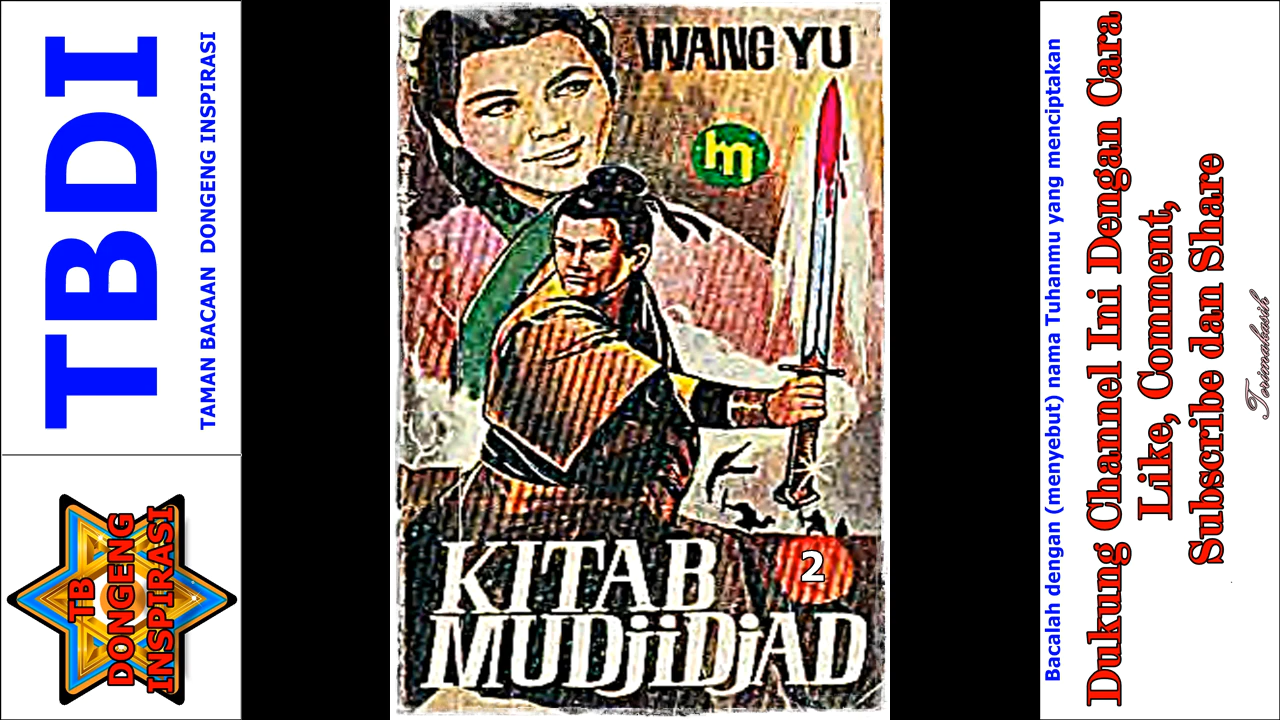 TBDI
TAMAN BACAAN DONGENG INSPIRASI
TB
DONGENG
INSPIRASI
WANG YU
m
KITAB
2
MUDjiDjAD
Bacalah dengan (menyebut) nama Tuhanmu yang menciptakan
Dukung Channel Ini Dengan Cara
Like, Comment,
Subscribe dan Share
Terimakasih